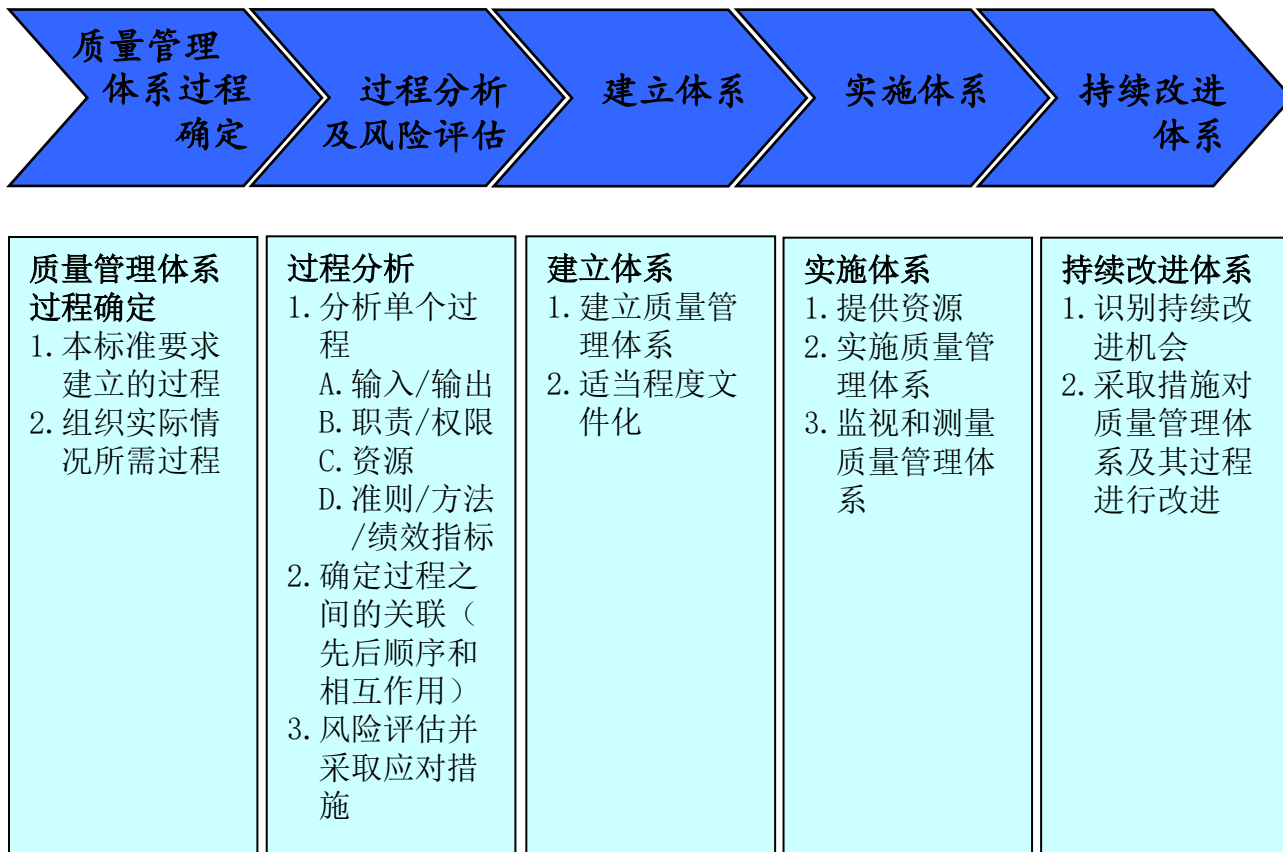 质量管理
体系过程
确定
过程分析
及风险评估
建立体系
实施体系
持续改进
体系
质量管理体系
过程确定
1.本标准要求
建立的过程
2.组织实际情
况所需过程
过程分析
1.分析单个过
程
A.输入/输出
B.职责/权限
C.资源
D.准则/方法
/绩效指标
2.确定过程之
间的关联（
先后顺序和
相互作用）
3.风险评估并
采取应对措
施
建立体系
1.建立质量管
理体系
2.适当程度文
件化
实施体系
1.提供资源
2.实施质量管
理体系
3.监视和测量
质量管理体
系
持续改进体系
1.识别持续改
进机会
2.采取措施对
质量管理体
系及其过程
进行改进